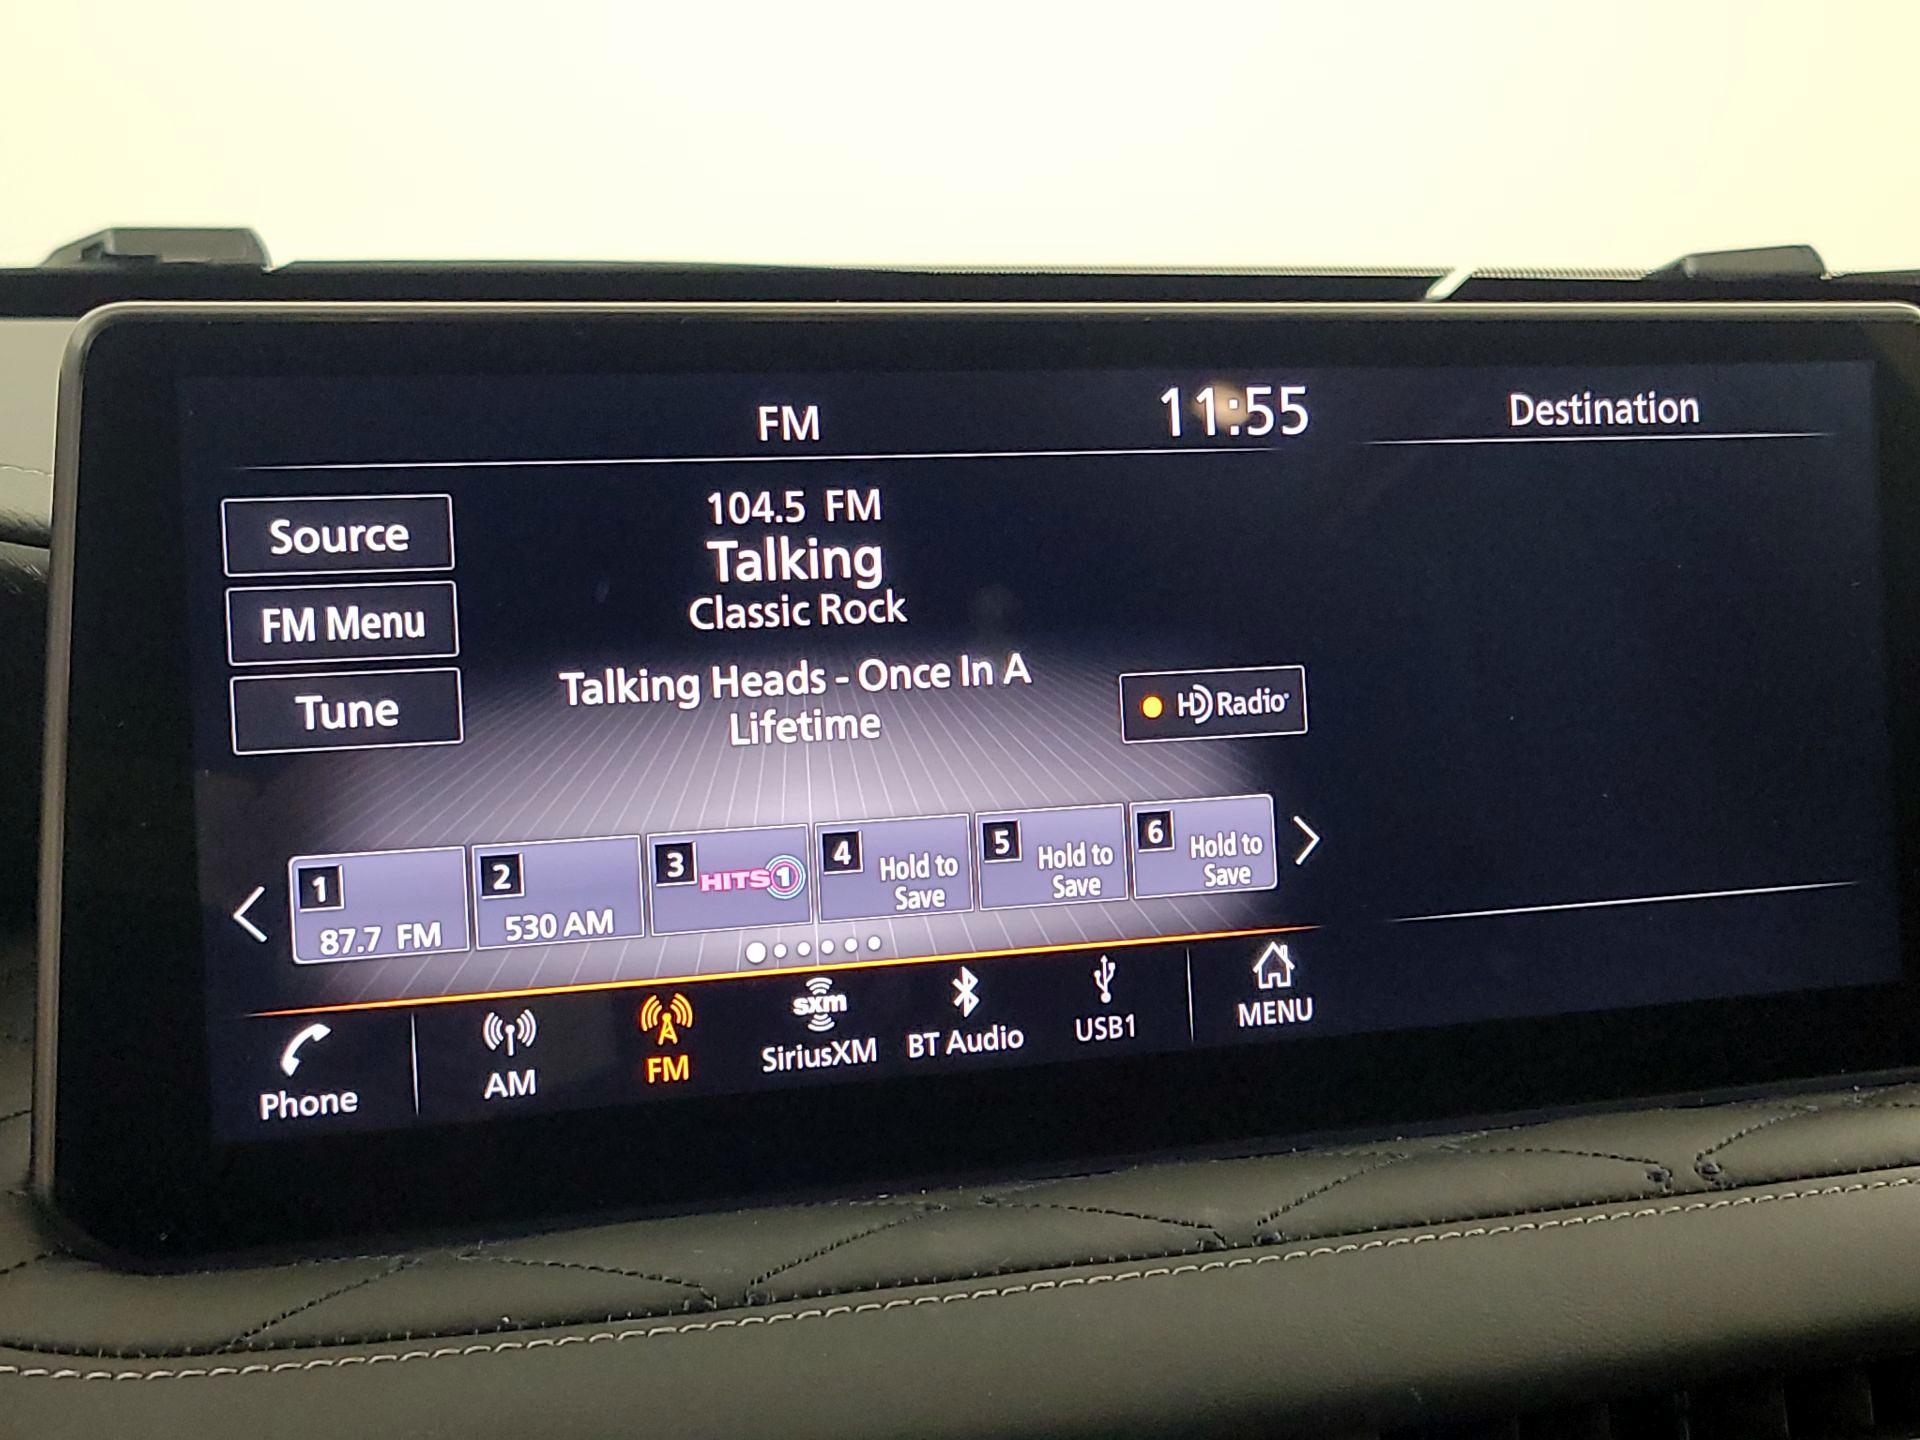 FM
11:55
Destination
Source
FM Menu
Tune
104.5 FM
Talking
Classic Rock
Talking Heads - Once In A
Lifetime
HD Radio
1
87.7 FM
2
530 AM
3
HITS 1
4
Hold to
Save
5
Hold to
Save
6
Hold to
Save
Phone
AM
FM
sxm
SiriusXM
BT Audio
USB1
MENU